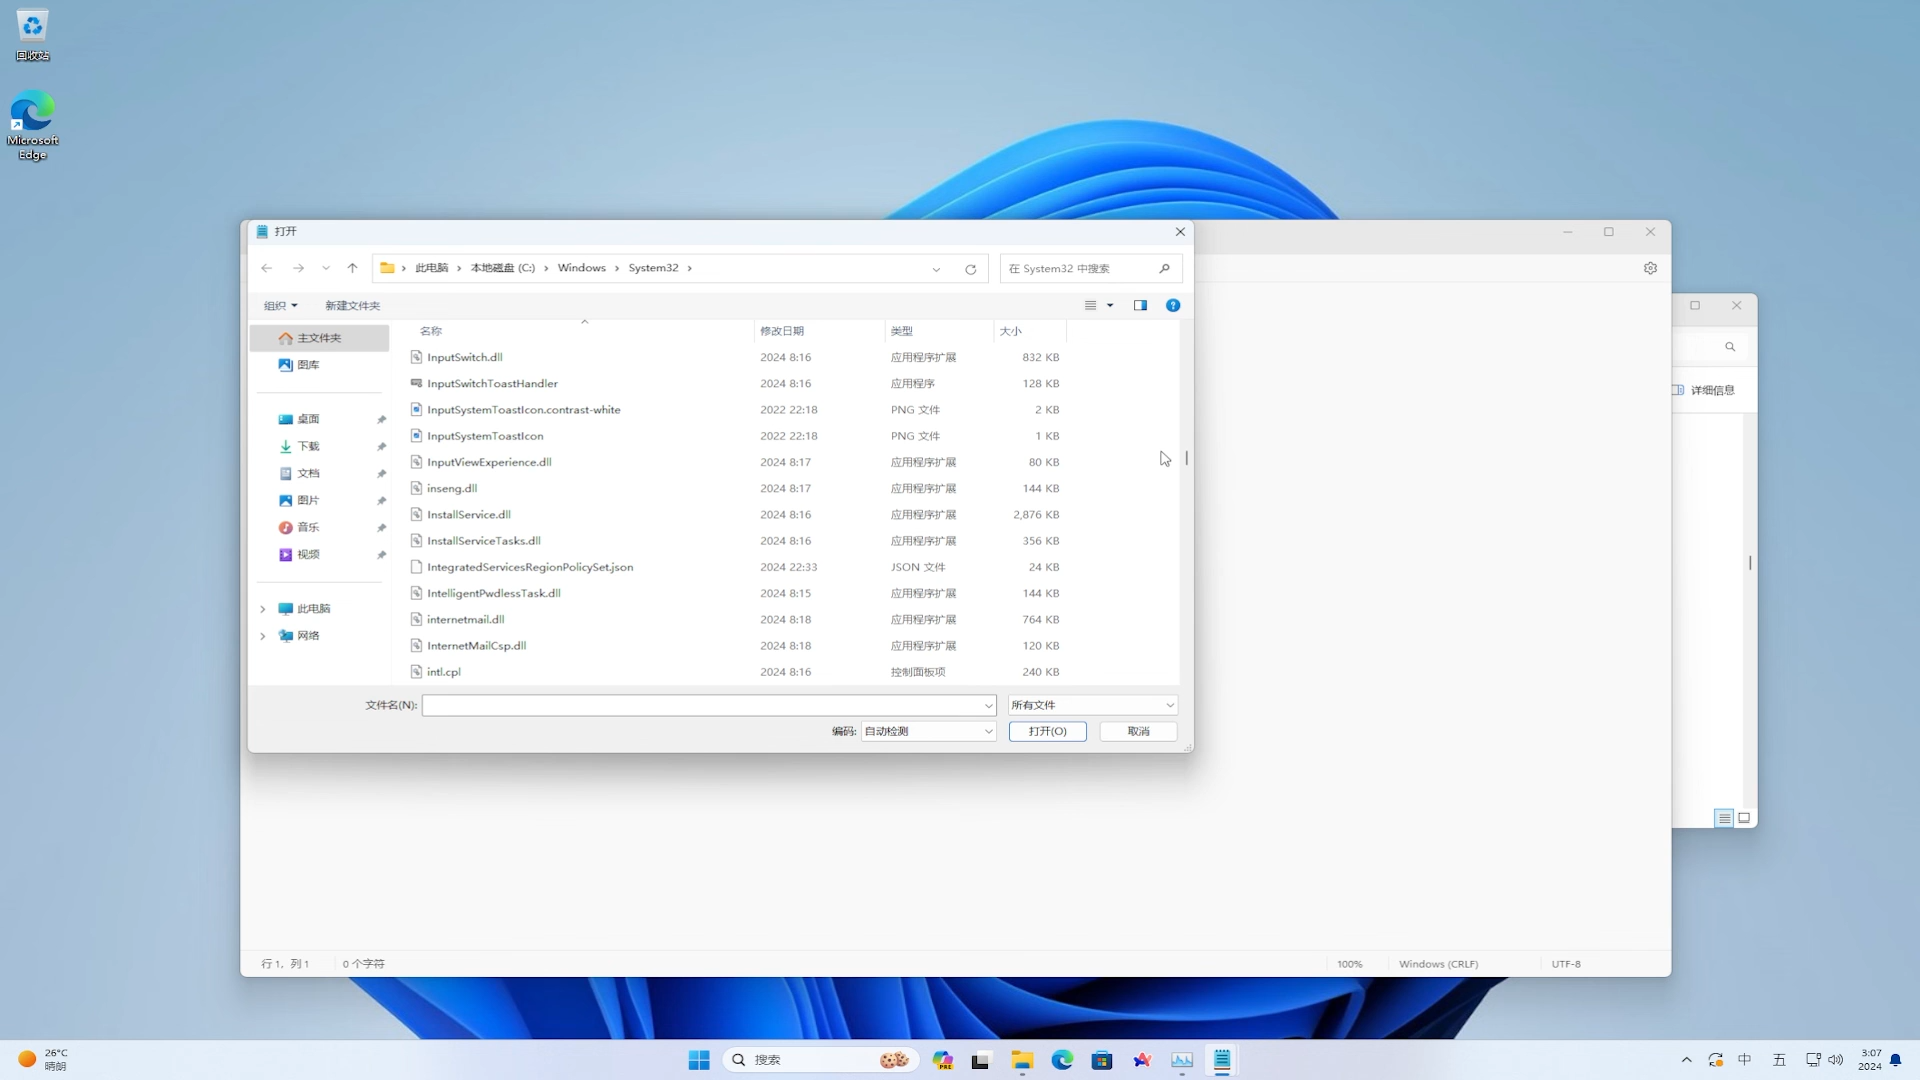 回收站
Microsoft
Edge
打开
此电脑
本地磁盘 (C:)
Windows
System32
在 System32 中搜索
组织
新建文件夹
名称
修改日期
类型
大小
主文件夹
图库
桌面
下载
文档
图片
音乐
视频
此电脑
网络
InputSwitch.dll 2024 8:16 应用程序扩展 832 KB
InputSwitchToastHandler 2024 8:16 应用程序 128 KB
InputSystemToastIcon.contrast-white 2022 22:18 PNG 文件 2 KB
InputSystemToastIcon 2022 22:18 PNG 文件 1 KB
InputViewExperience.dll 2024 8:17 应用程序扩展 80 KB
inseng.dll 2024 8:17 应用程序扩展 144 KB
InstallService.dll 2024 8:16 应用程序扩展 2,876 KB
InstallServiceTasks.dll 2024 8:16 应用程序扩展 356 KB
IntegratedServicesRegionPolicySet.json 2024 22:33 JSON 文件 24 KB
IntelligentPwdlessTask.dll 2024 8:15 应用程序扩展 144 KB
internetmail.dll 2024 8:18 应用程序扩展 764 KB
InternetMailCsp.dll 2024 8:18 应用程序扩展 120 KB
intl.cpl 2024 8:16 控制面板项 240 KB
文件名(N):
所有文件
编码: 自动检测
打开(O)
取消
详细信息
行 1, 列 1
0 个字符
100%
Windows (CRLF)
UTF-8
26°C
晴朗
搜索
PRE
中
五
3:07
2024